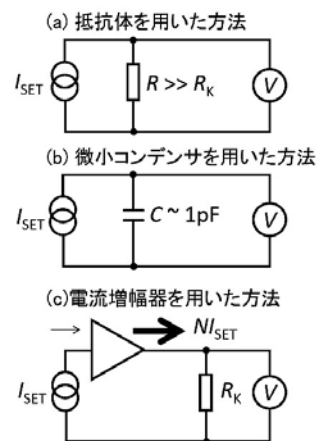 (a) 抵抗体を用いた方法
I_SET R >> R_K V
(b) 微小コンデンサを用いた方法
I_SET C ~ 1pF V
(c)電流増幅器を用いた方法
NI_SET
I_SET R_K V